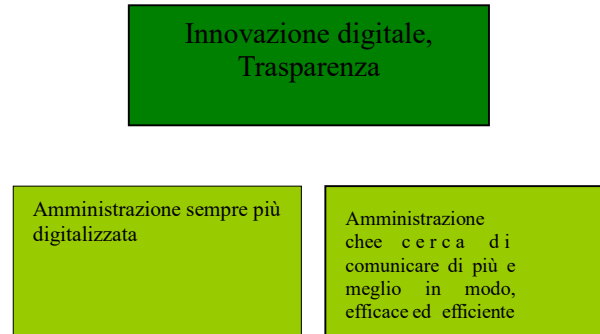 Innovazione digitale,
Trasparenza
Amministrazione sempre più
digitalizzata
Amministrazione
chee cerca di
comunicare di più e
meglio in modo,
efficace ed efficiente